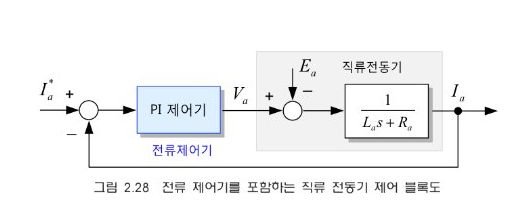 E_a
직류전동기
I_a^* +
−
PI 제어기
V_a
+
−
1
L_a s + R_a
I_a
전류제어기
그림 2.28 전류 제어기를 포함하는 직류 전동기 제어 블록도